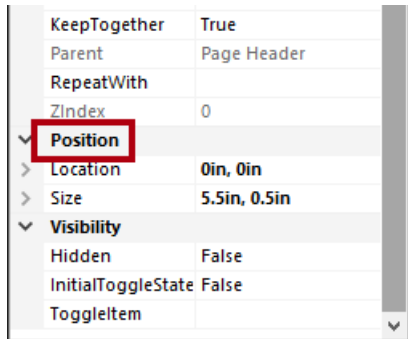 KeepTogether True
Parent Page Header
RepeatWith
ZIndex 0
Position
Location 0in, 0in
Size 5.5in, 0.5in
Visibility
Hidden False
InitialToggleState False
ToggleItem